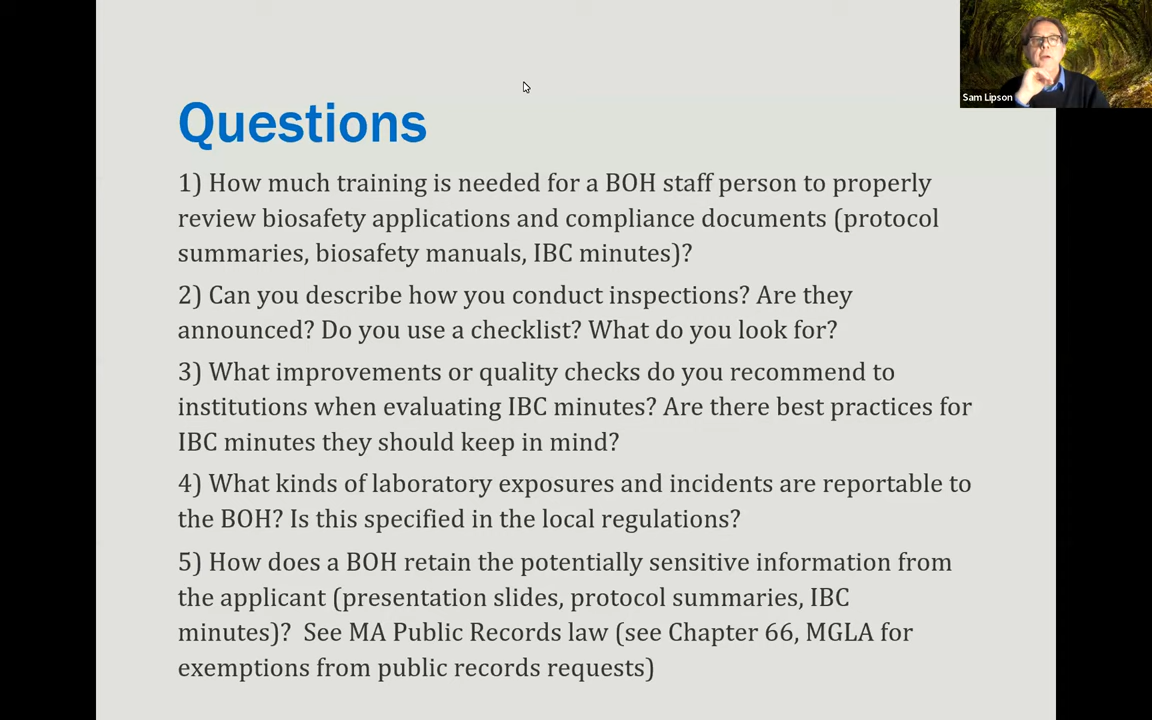 Questions
1) How much training is needed for a BOH staff person to properly
review biosafety applications and compliance documents (protocol
summaries, biosafety manuals, IBC minutes)?
2) Can you describe how you conduct inspections? Are they
announced? Do you use a checklist? What do you look for?
3) What improvements or quality checks do you recommend to
institutions when evaluating IBC minutes? Are there best practices for
IBC minutes they should keep in mind?
4) What kinds of laboratory exposures and incidents are reportable to
the BOH? Is this specified in the local regulations?
5) How does a BOH retain the potentially sensitive information from
the applicant (presentation slides, protocol summaries, IBC
minutes)?  See MA Public Records law (see Chapter 66, MGLA for
exemptions from public records requests)
Sam Lipson